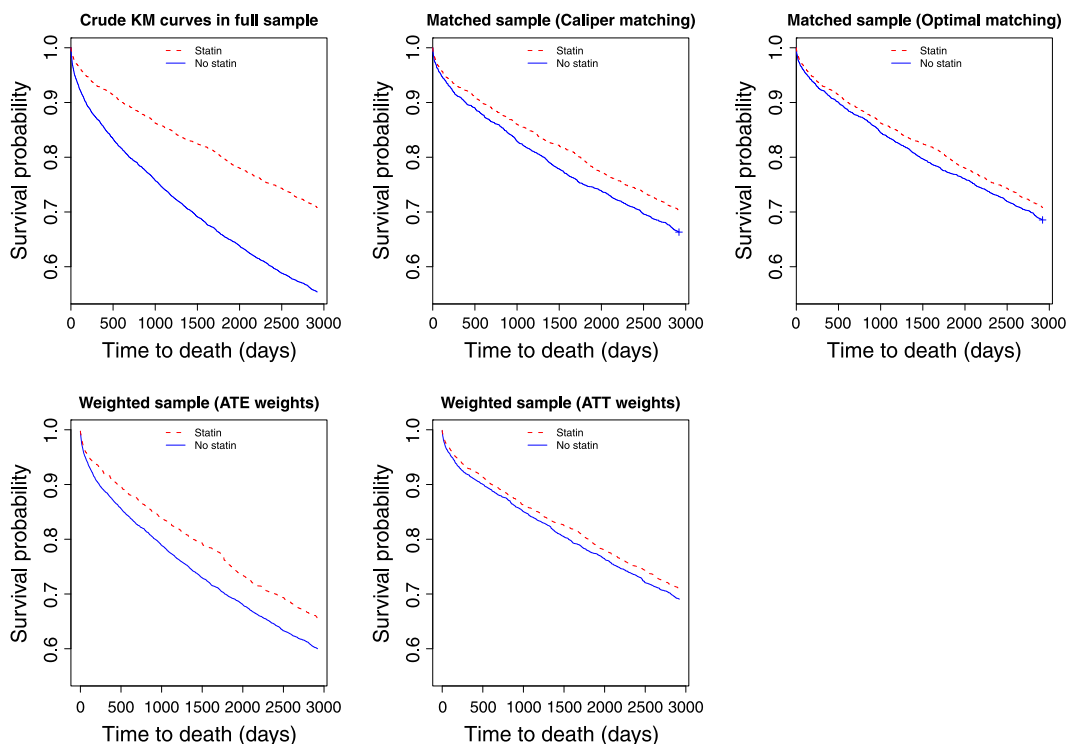 Crude KM curves in full sample
Survival probability
1.0
0.9
0.8
0.7
0.6
Statin
No statin
0 500 1000 1500 2000 2500 3000
Time to death (days)
Matched sample (Caliper matching)
Survival probability
1.0
0.9
0.8
0.7
0.6
Statin
No statin
0 500 1000 1500 2000 2500 3000
Time to death (days)
Matched sample (Optimal matching)
Survival probability
1.0
0.9
0.8
0.7
0.6
Statin
No statin
0 500 1000 1500 2000 2500 3000
Time to death (days)
Weighted sample (ATE weights)
Survival probability
1.0
0.9
0.8
0.7
0.6
Statin
No statin
0 500 1000 1500 2000 2500 3000
Time to death (days)
Weighted sample (ATT weights)
Survival probability
1.0
0.9
0.8
0.7
0.6
Statin
No statin
0 500 1000 1500 2000 2500 3000
Time to death (days)